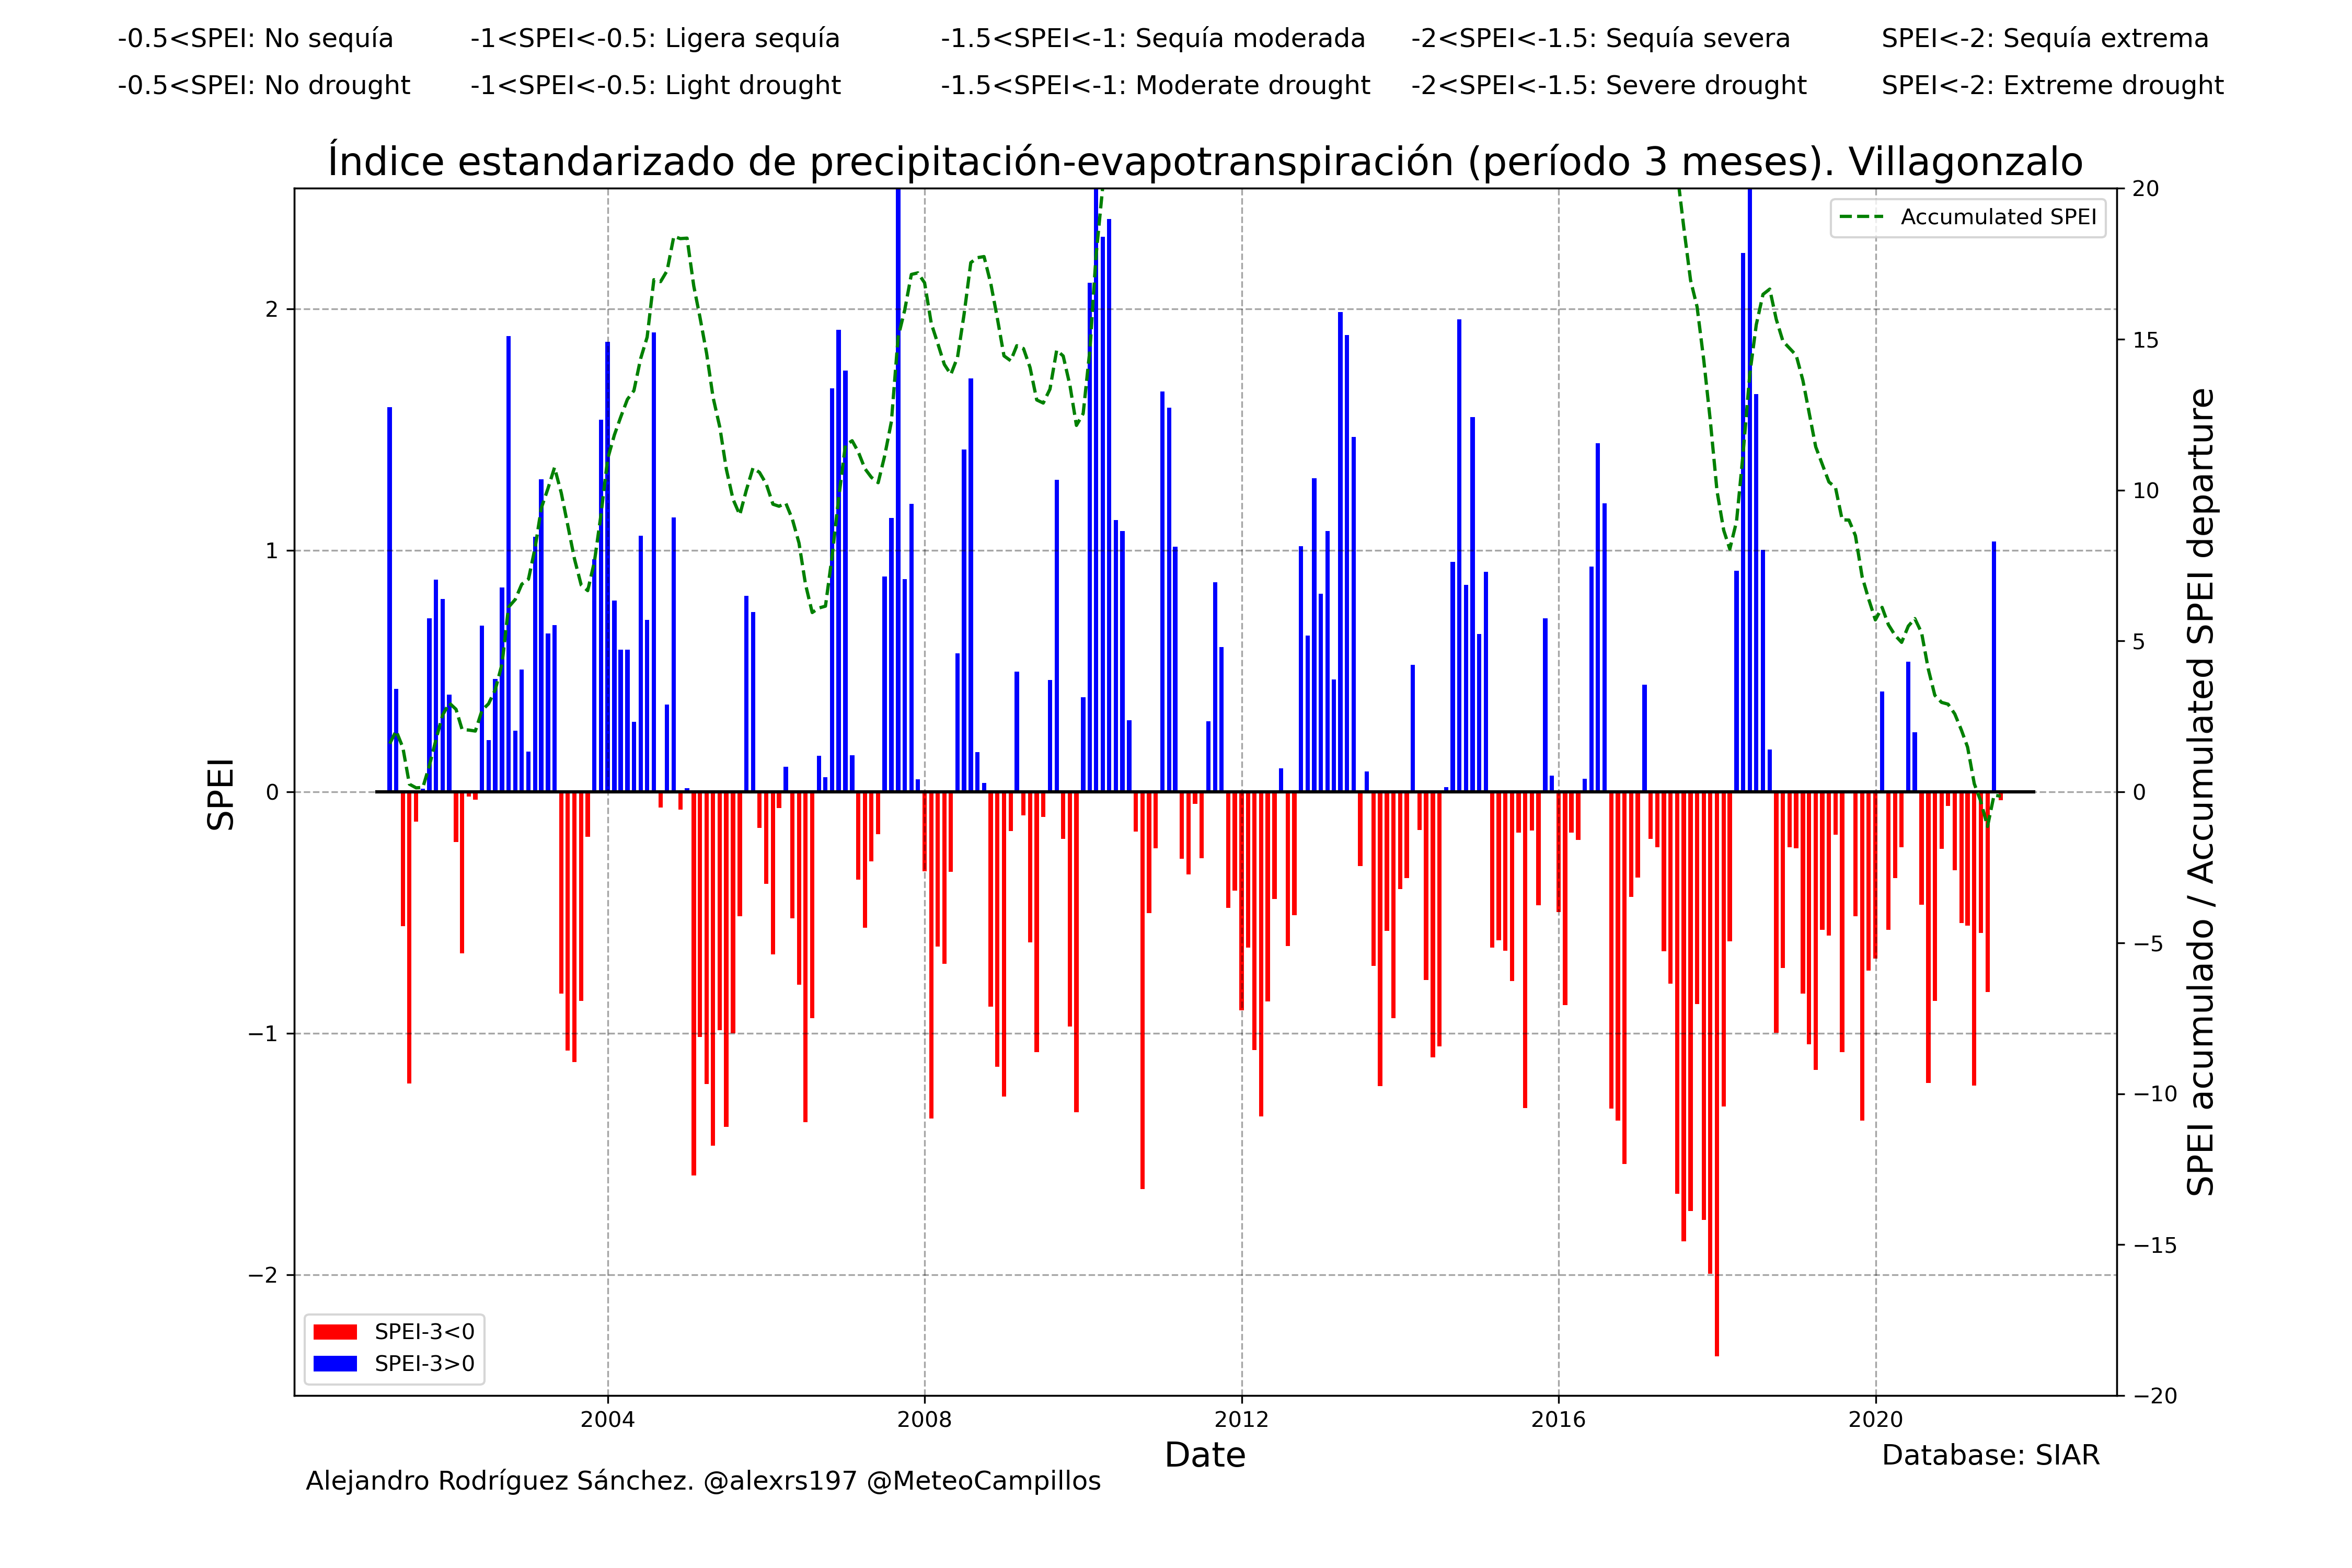 -0.5<SPEI: No sequía -1<SPEI<-0.5: Ligera sequía -1.5<SPEI<-1: Sequía moderada -2<SPEI<-1.5: Sequía severa SPEI<-2: Sequía extrema
-0.5<SPEI: No drought -1<SPEI<-0.5: Light drought -1.5<SPEI<-1: Moderate drought -2<SPEI<-1.5: Severe drought SPEI<-2: Extreme drought
Índice estandarizado de precipitación-evapotranspiración (período 3 meses). Villagonzalo
Accumulated SPEI
SPEI
2
1
0
−1
−2
20
15
10
5
0
−5
−10
−15
−20
SPEI acumulado / Accumulated SPEI departure
SPEI-3<0
SPEI-3>0
2004 2008 2012 2016 2020
Date
Database: SIAR
Alejandro Rodríguez Sánchez. @alexrs197 @MeteoCampillos